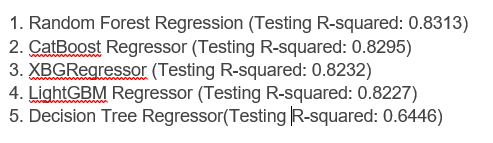 1. Random Forest Regression (Testing R-squared: 0.8313)
2. CatBoost Regressor (Testing R-squared: 0.8295)
3. XBGRegressor (Testing R-squared: 0.8232)
4. LightGBM Regressor (Testing R-squared: 0.8227)
5. Decision Tree Regressor(Testing R-squared: 0.6446)